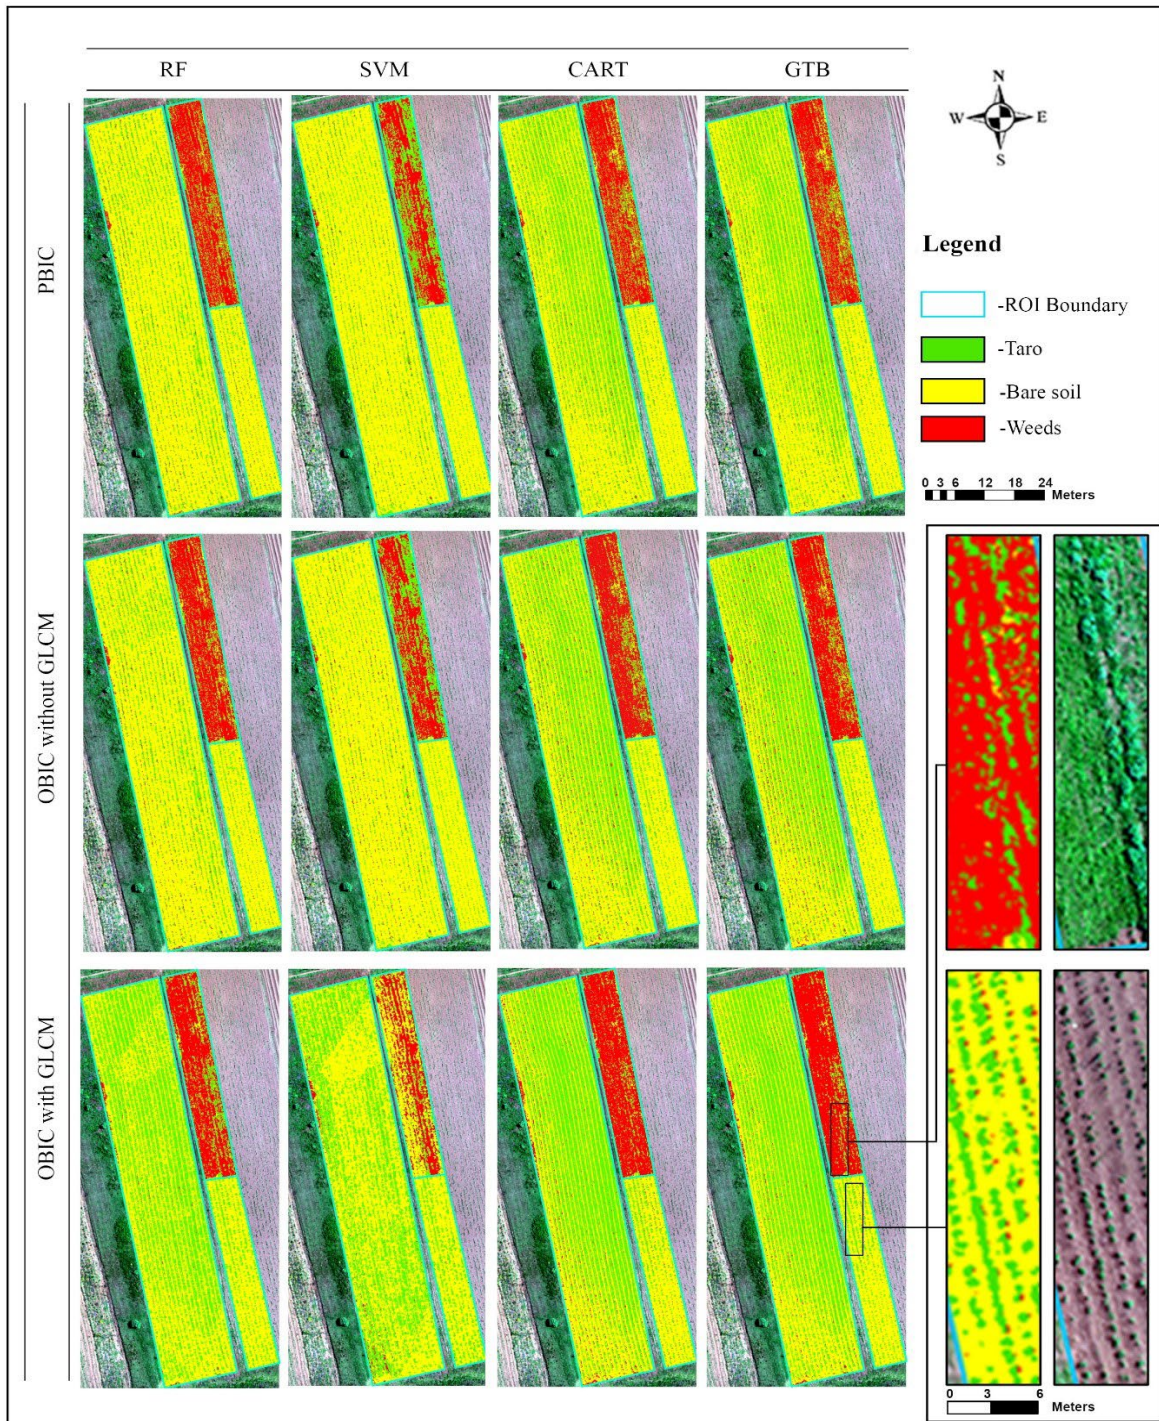 RF SVM CART GTB
PBIC
OBIC without GLCM
OBIC with GLCM
N
W E
S
Legend
-ROI Boundary
-Taro
-Bare soil
-Weeds
0 3 6 12 18 24
Meters
0 3 6
Meters